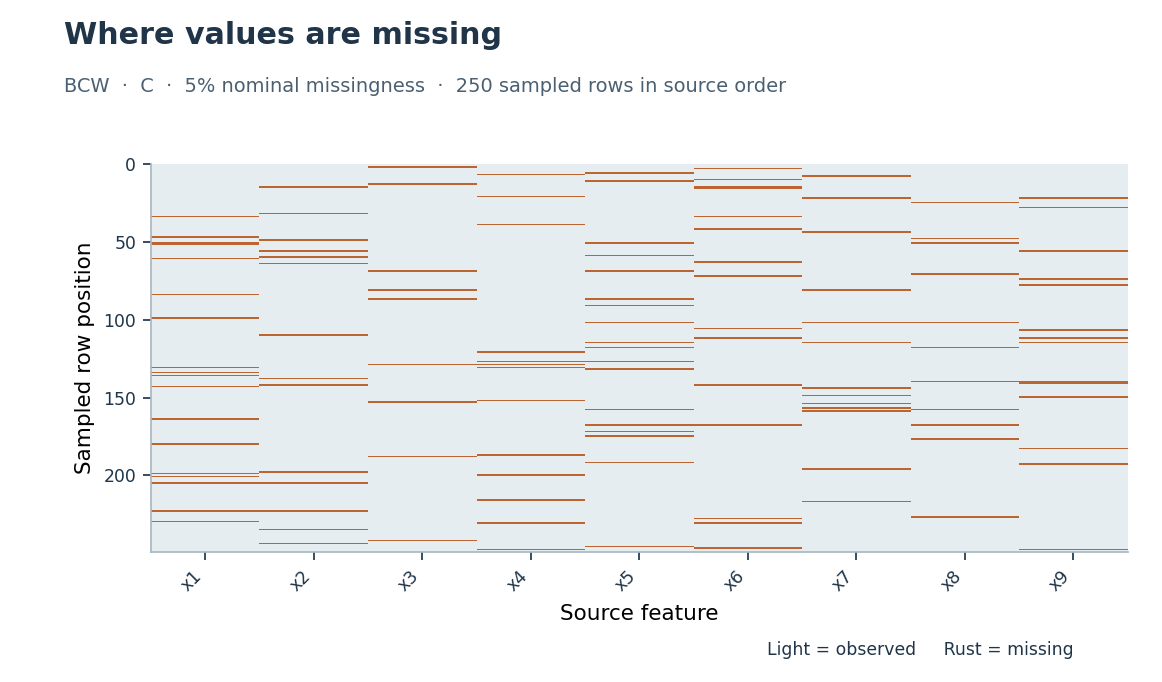 Where values are missing
BCW · C · 5% nominal missingness · 250 sampled rows in source order
0
50
100
150
200
Sampled row position
x1 x2 x3 x4 x5 x6 x7 x8 x9
Source feature
Light = observed Rust = missing